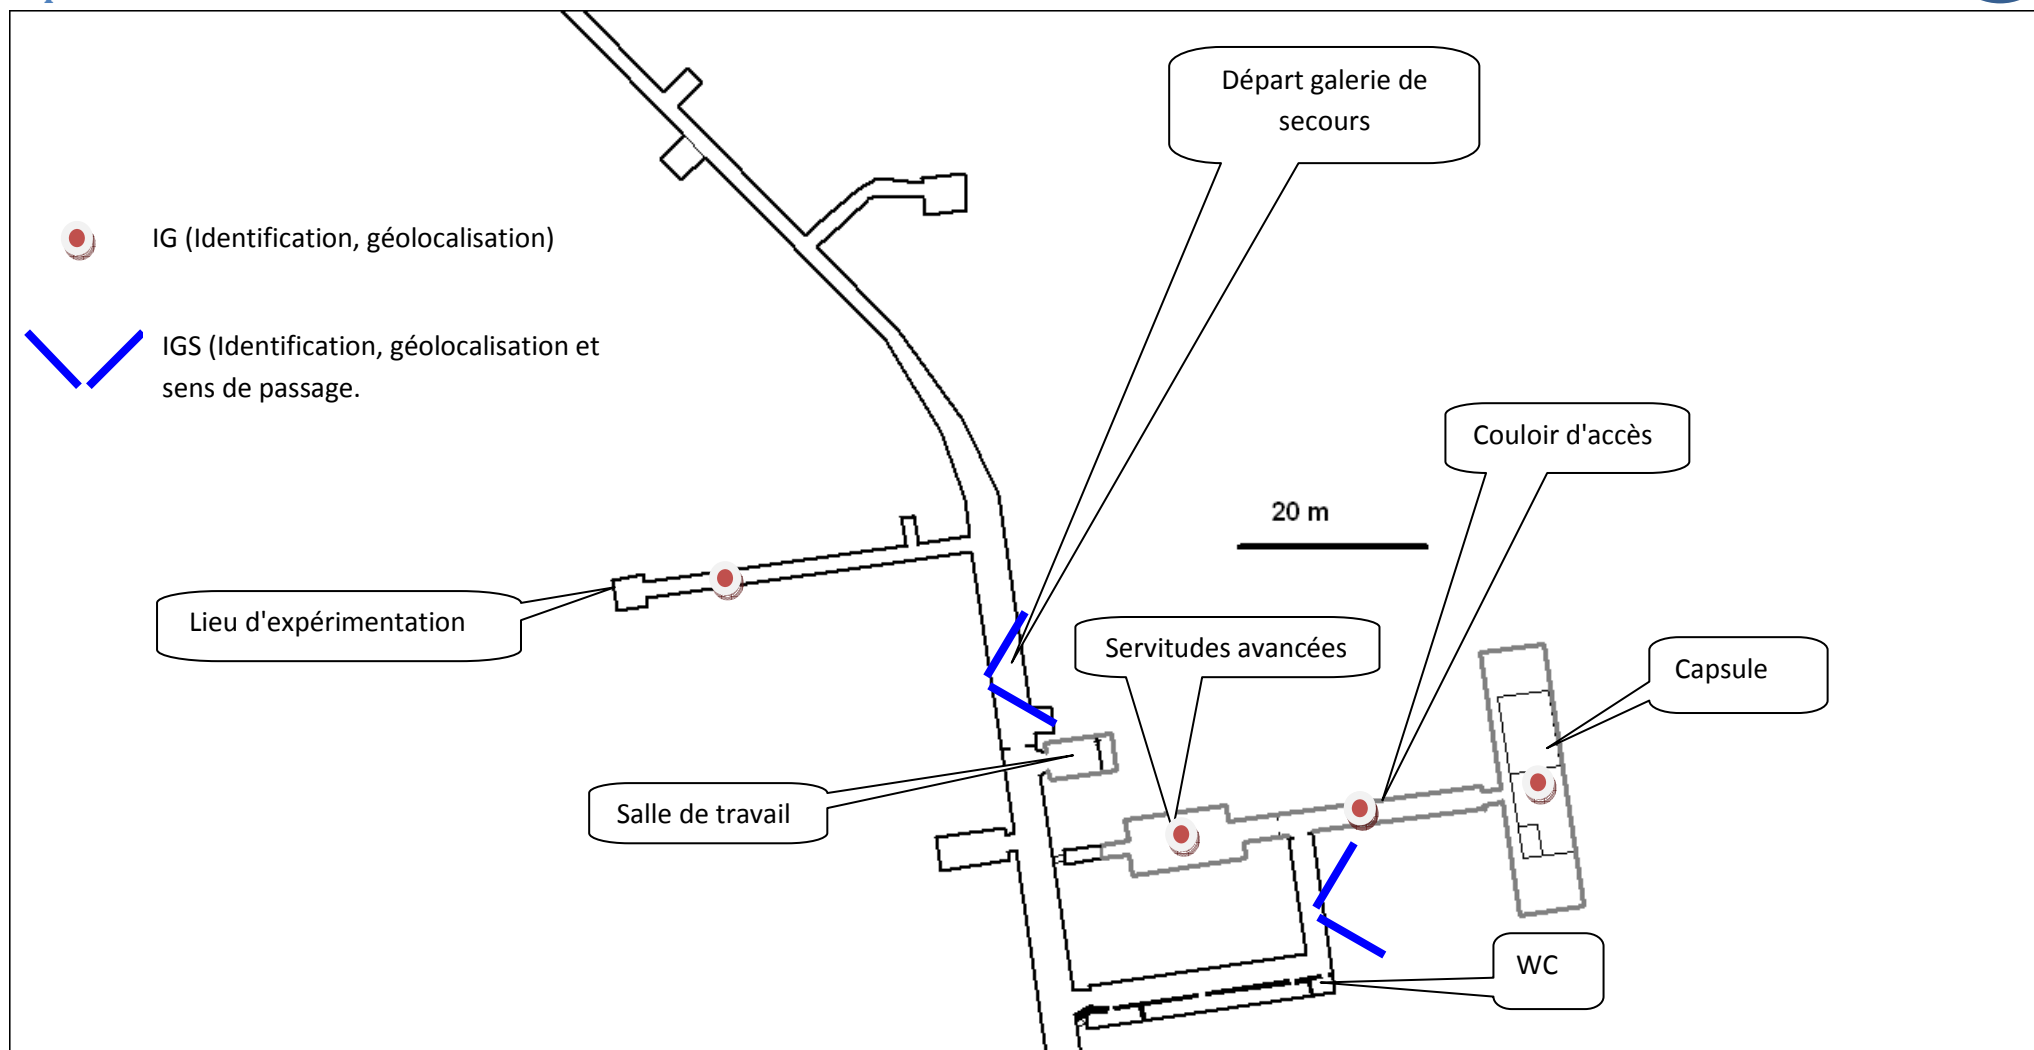 Départ galerie de
secours
IG (Identification, géolocalisation)
IGS (Identification, géolocalisation et
sens de passage.
Couloir d'accès
20 m
Lieu d'expérimentation
Servitudes avancées
Capsule
Salle de travail
WC